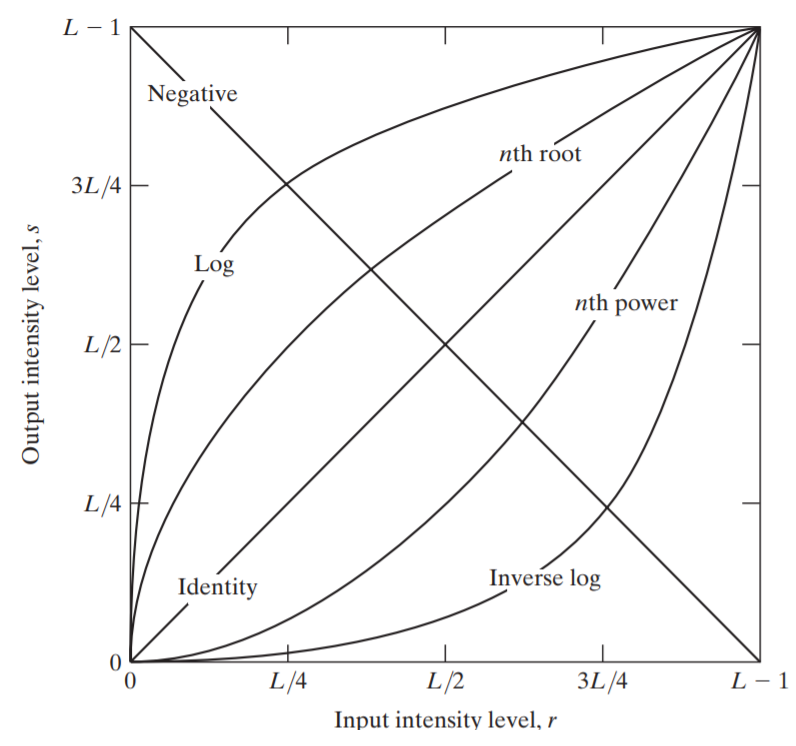 L − 1
Negative
nth root
3L/4
Log
nth power
L/2
L/4
Identity
Inverse log
0
0
L/4
L/2
3L/4
L − 1
Input intensity level, r
Output intensity level, s